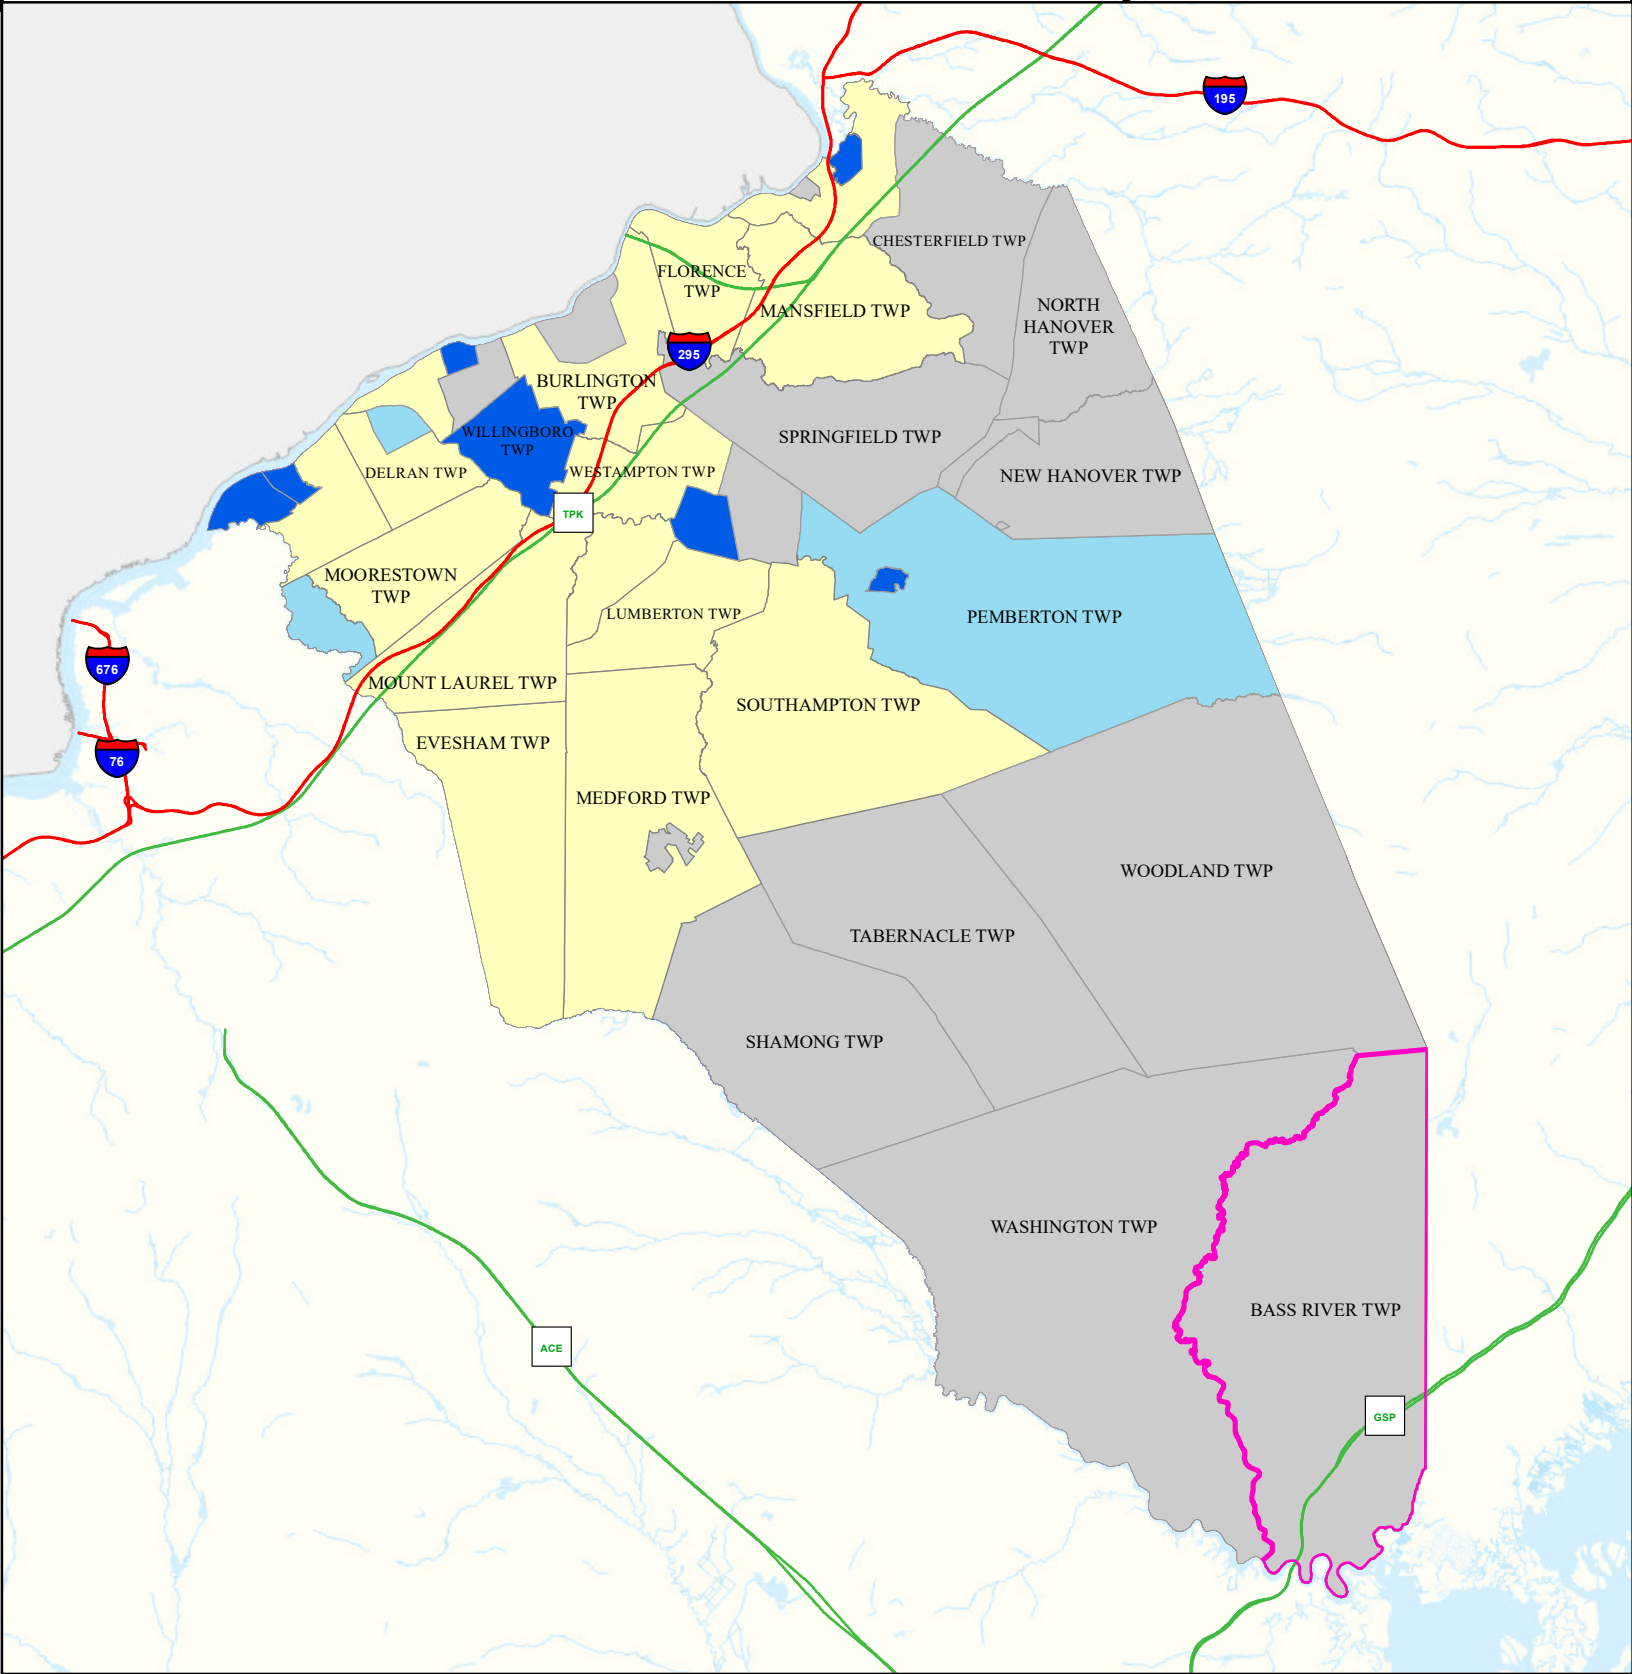 195
CHESTERFIELD TWP
FLORENCE
TWP
NORTH
HANOVER
TWP
MANSFIELD TWP
295
BURLINGTON
TWP
WILLINGBORO
TWP
SPRINGFIELD TWP
DELRAN TWP
WESTAMPTON TWP
NEW HANOVER TWP
TPK
MOORESTOWN
TWP
LUMBERTON TWP
PEMBERTON TWP
676
MOUNT LAUREL TWP
SOUTHAMPTON TWP
EVESHAM TWP
76
MEDFORD TWP
WOODLAND TWP
TABERNACLE TWP
SHAMONG TWP
WASHINGTON TWP
BASS RIVER TWP
ACE
GSP